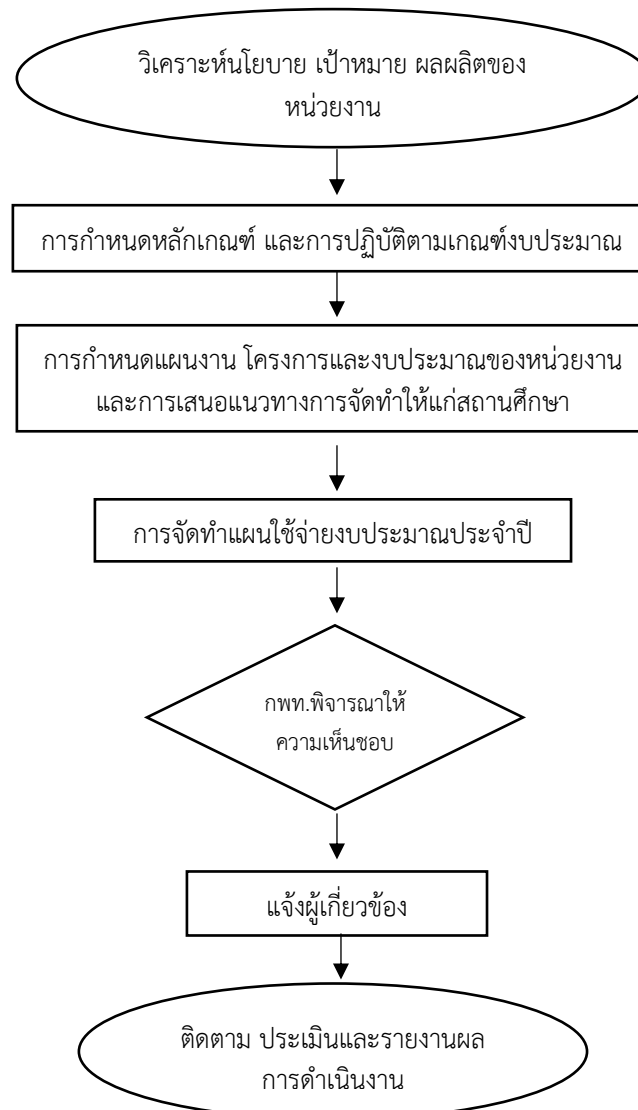 วิเคราะห์นโยบาย เป้าหมาย ผลผลิตของ
หน่วยงาน
การกำหนดหลักเกณฑ์ และการปฏิบัติตามเกณฑ์งบประมาณ
การกำหนดแผนงาน โครงการและงบประมาณของหน่วยงาน
และการเสนอแนวทางการจัดทำให้แก่สถานศึกษา
การจัดทำแผนใช้จ่ายงบประมาณประจำปี
กพท.พิจารณาให้
ความเห็นชอบ
แจ้งผู้เกี่ยวข้อง
ติดตาม ประเมินและรายงานผล
การดำเนินงาน